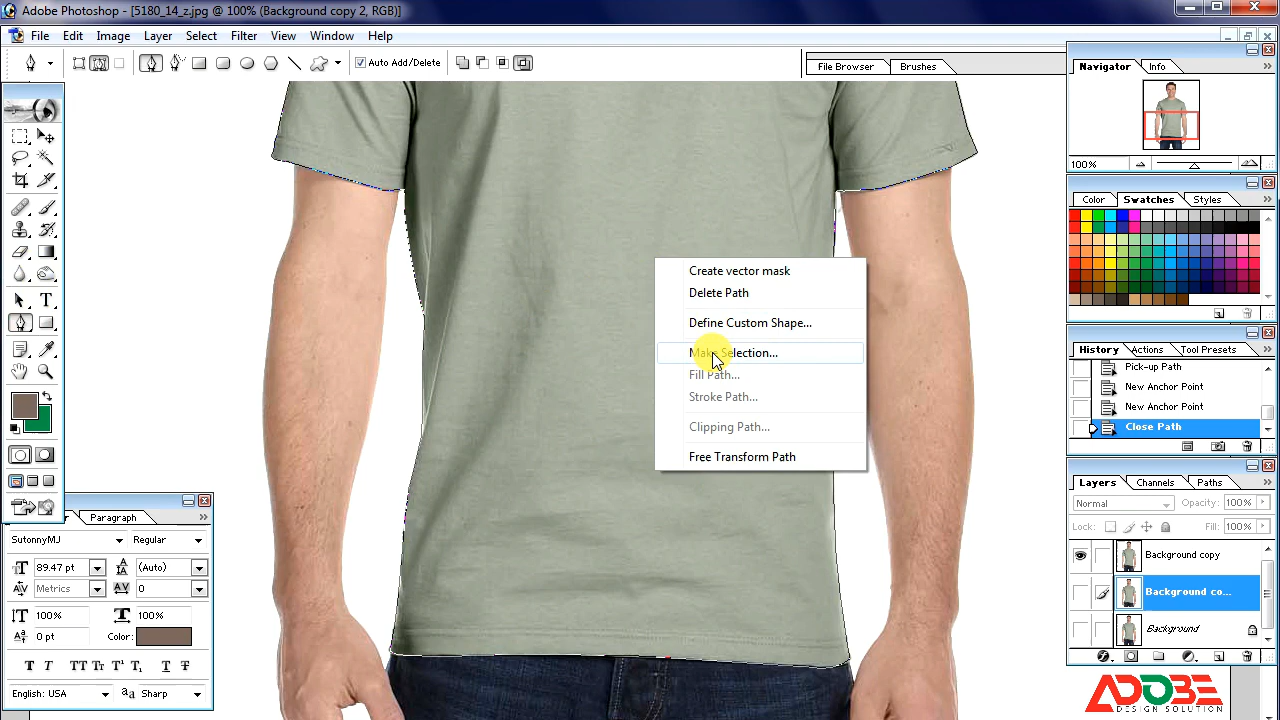 Adobe Photoshop - [5180_14_z.jpg @ 100% (Background copy 2, RGB)]
File Edit Image Layer Select Filter View Window Help
Auto Add/Delete
File Browser
Brushes
Navigator
Info
100%
Color
Swatches
Styles
Create vector mask
Delete Path
Define Custom Shape...
Make Selection...
Fill Path...
Stroke Path...
Clipping Path...
Free Transform Path
History
Actions
Tool Presets
Pick-up Path
New Anchor Point
New Anchor Point
Close Path
Layers
Channels
Paths
Normal
Opacity: 100%
Lock:
Fill: 100%
Background copy
Background co...
Background
Paragraph
SutonnyMJ
Regular
89.47 pt
(Auto)
Metrics
0
100%
100%
0 pt
Color:
T T TT Tr T¹ T₁ T T
English: USA
aa Sharp
ADOBE
DESIGN SOLUTION